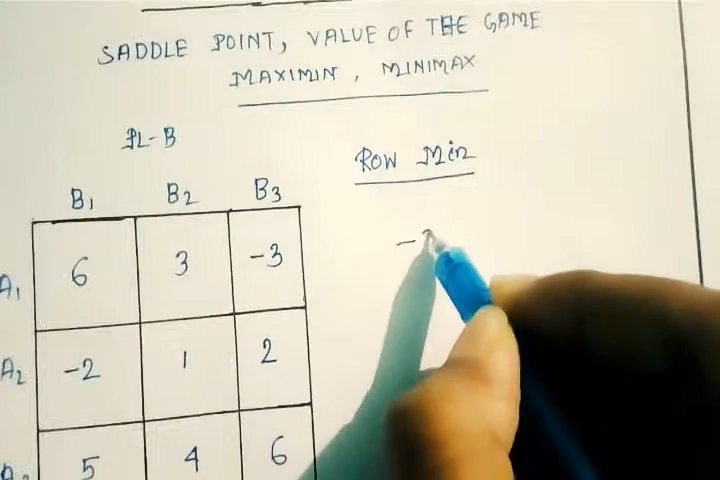 SADDLE POINT, VALUE OF THE GAME
MAXIMIN, MINIMAX
PL-B
Row Min
B1 B2 B3
A1 6 3 -3
A2 -2 1 2
5 4 6